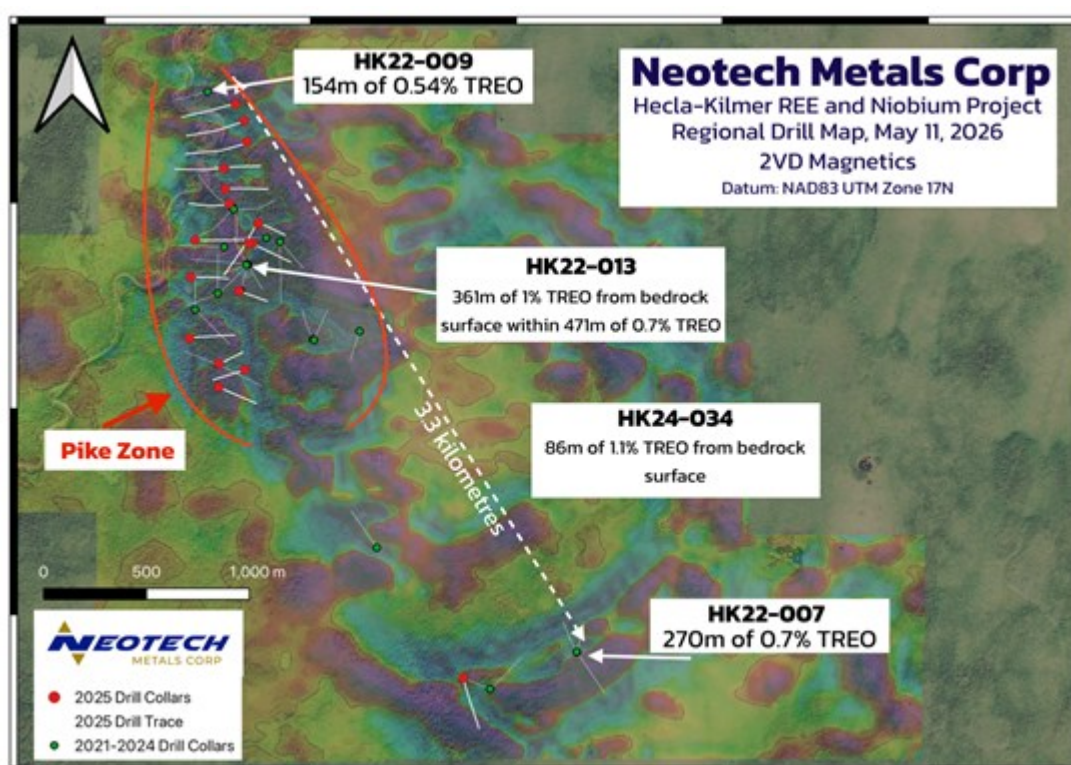 HK22-009
154m of 0.54% TREO
Neotech Metals Corp
Hecla-Kilmer REE and Niobium Project
Regional Drill Map, May 11, 2026
2VD Magnetics
Datum: NAD83 UTM Zone 17N
HK22-013
361m of 1% TREO from bedrock
surface within 471m of 0.7% TREO
HK24-034
86m of 1.1% TREO from bedrock
surface
Pike Zone
3.3 kilometres
0 500 1,000 m
HK22-007
270m of 0.7% TREO
NEOTECH
METALS CORP
2025 Drill Collars
2025 Drill Trace
2021-2024 Drill Collars